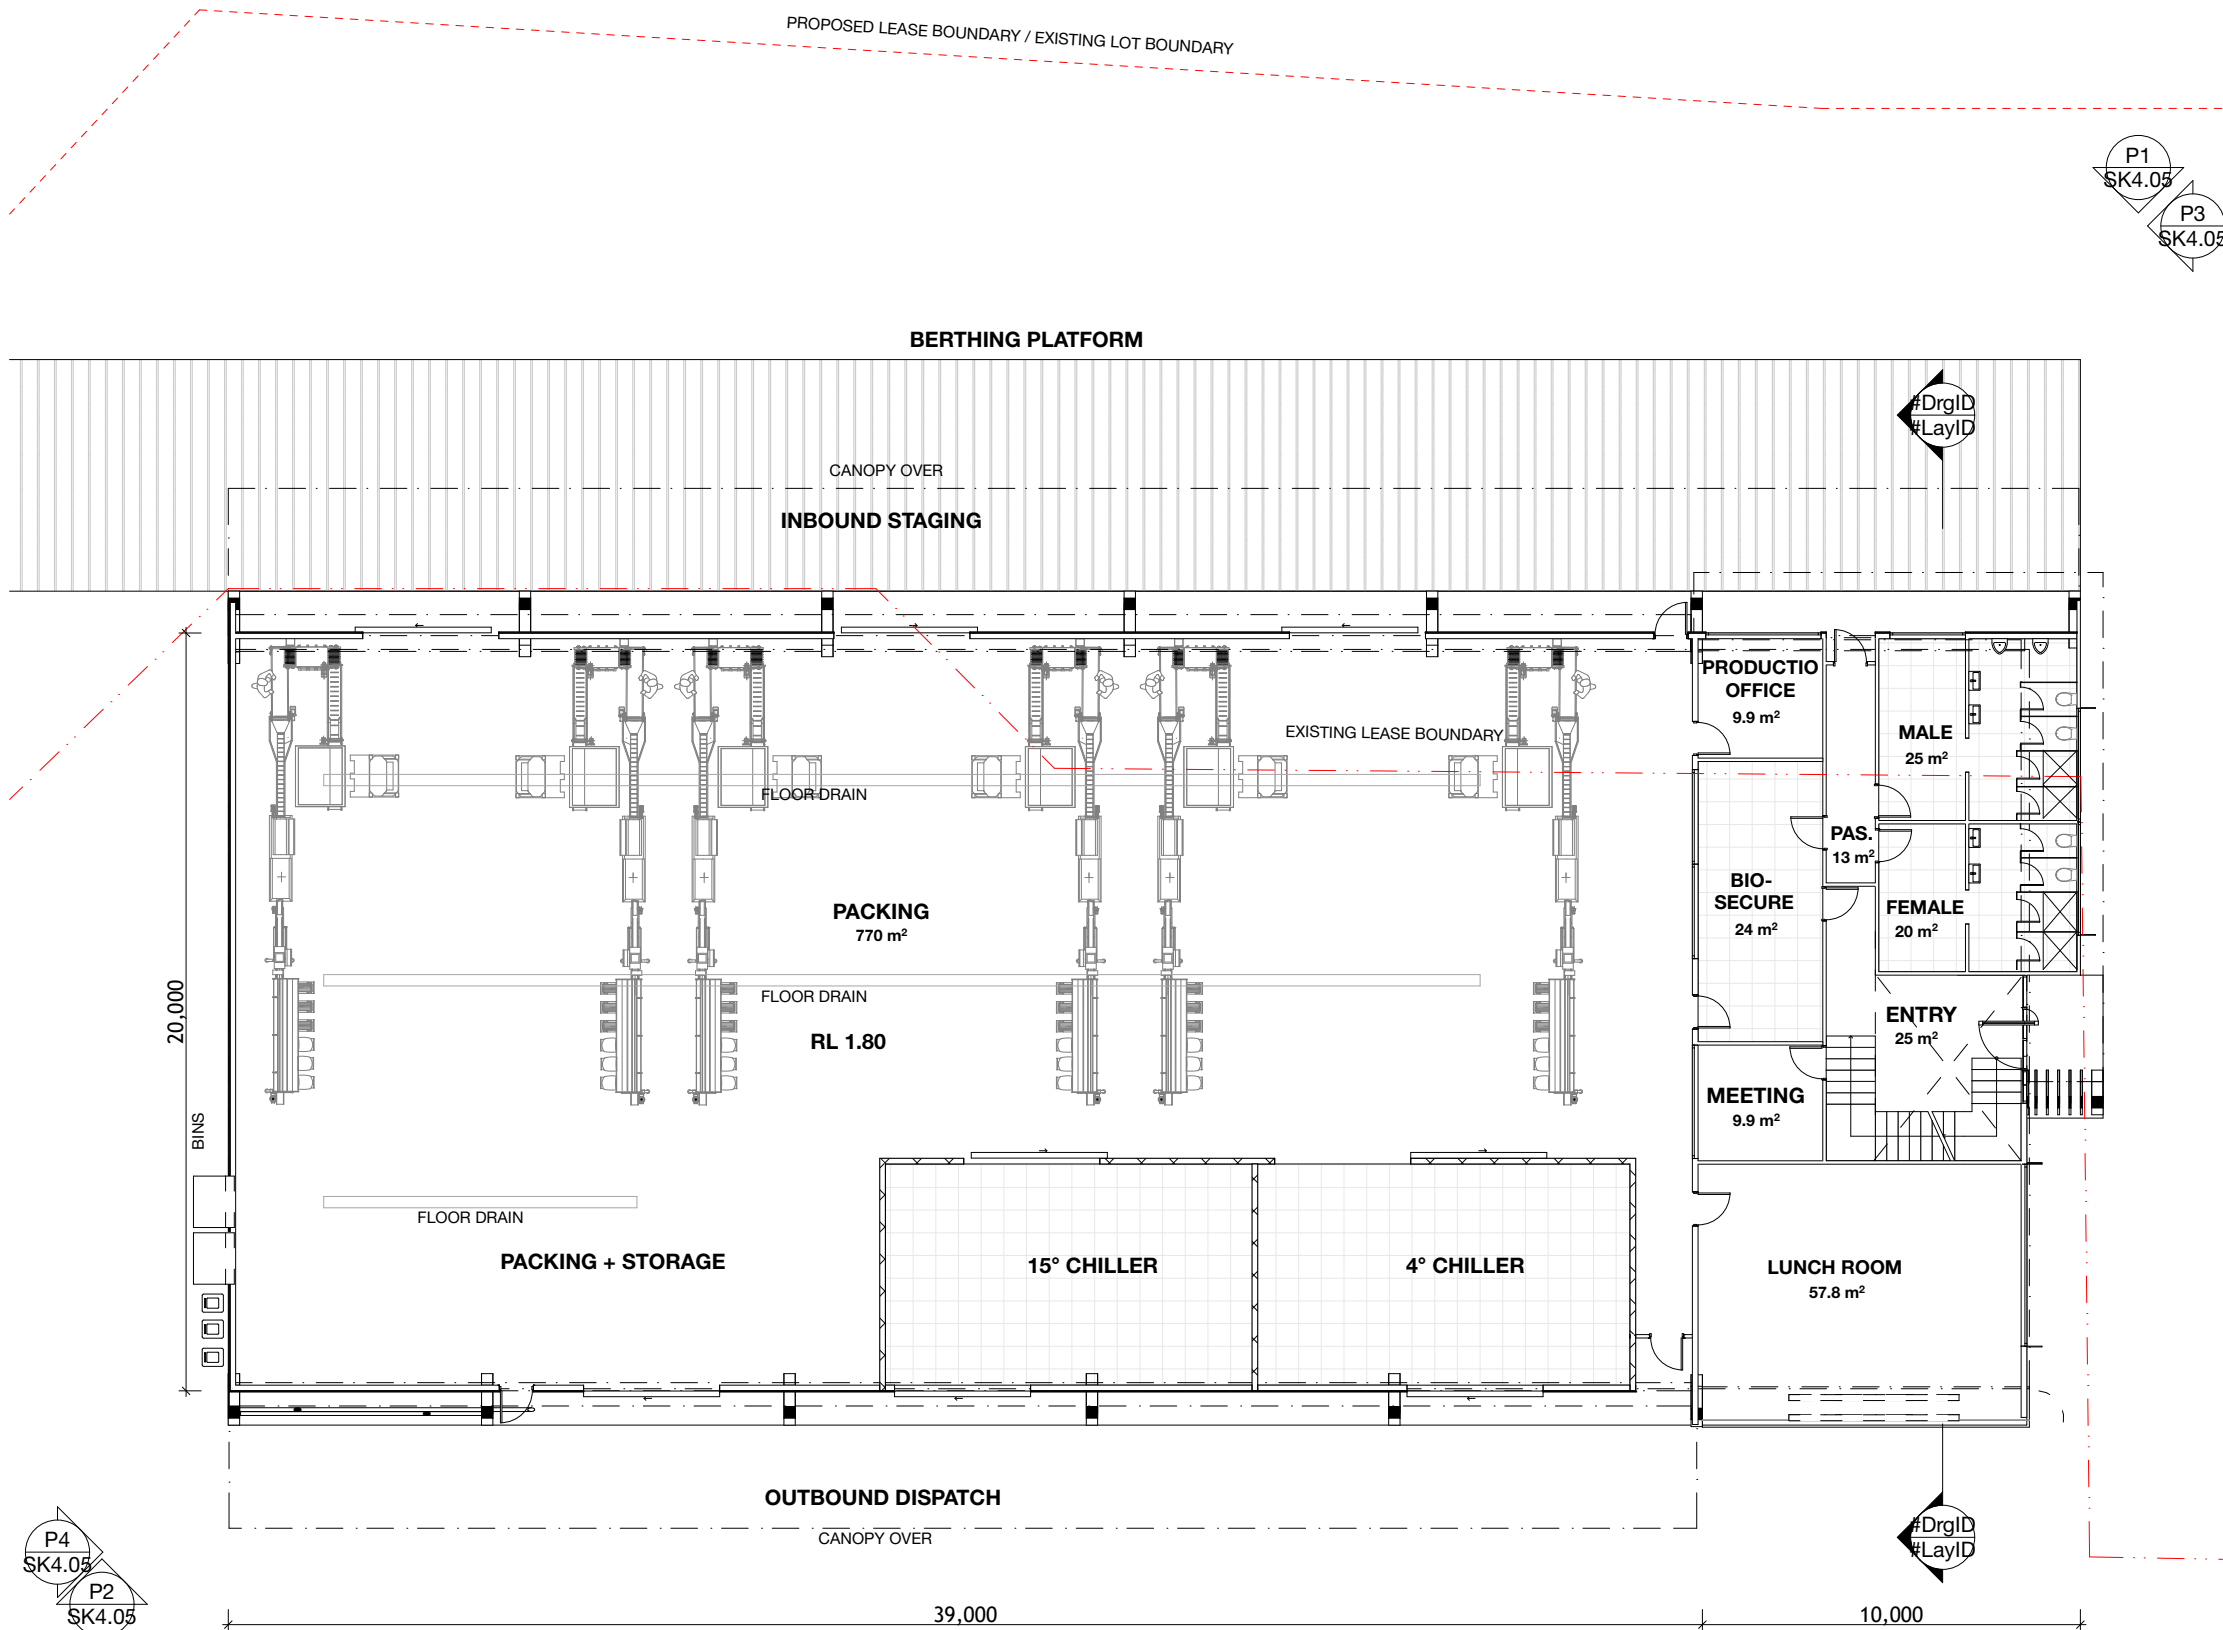 PROPOSED LEASE BOUNDARY / EXISTING LOT BOUNDARY
P1
SK4.05
P3
SK4.05
BERTHING PLATFORM
#DrgID
#LayID
CANOPY OVER
INBOUND STAGING
PRODUCTIO
OFFICE
9.9 m²
EXISTING LEASE BOUNDARY
MALE
25 m²
FLOOR DRAIN
PAS.
13 m²
BIO-
SECURE
24 m²
PACKING
770 m²
FEMALE
20 m²
FLOOR DRAIN
20,000
RL 1.80
ENTRY
25 m²
MEETING
9.9 m²
BINS
FLOOR DRAIN
PACKING + STORAGE
15° CHILLER
4° CHILLER
LUNCH ROOM
57.8 m²
OUTBOUND DISPATCH
CANOPY OVER
#DrgID
#LayID
P4
SK4.05
P2
SK4.05
39,000
10,000